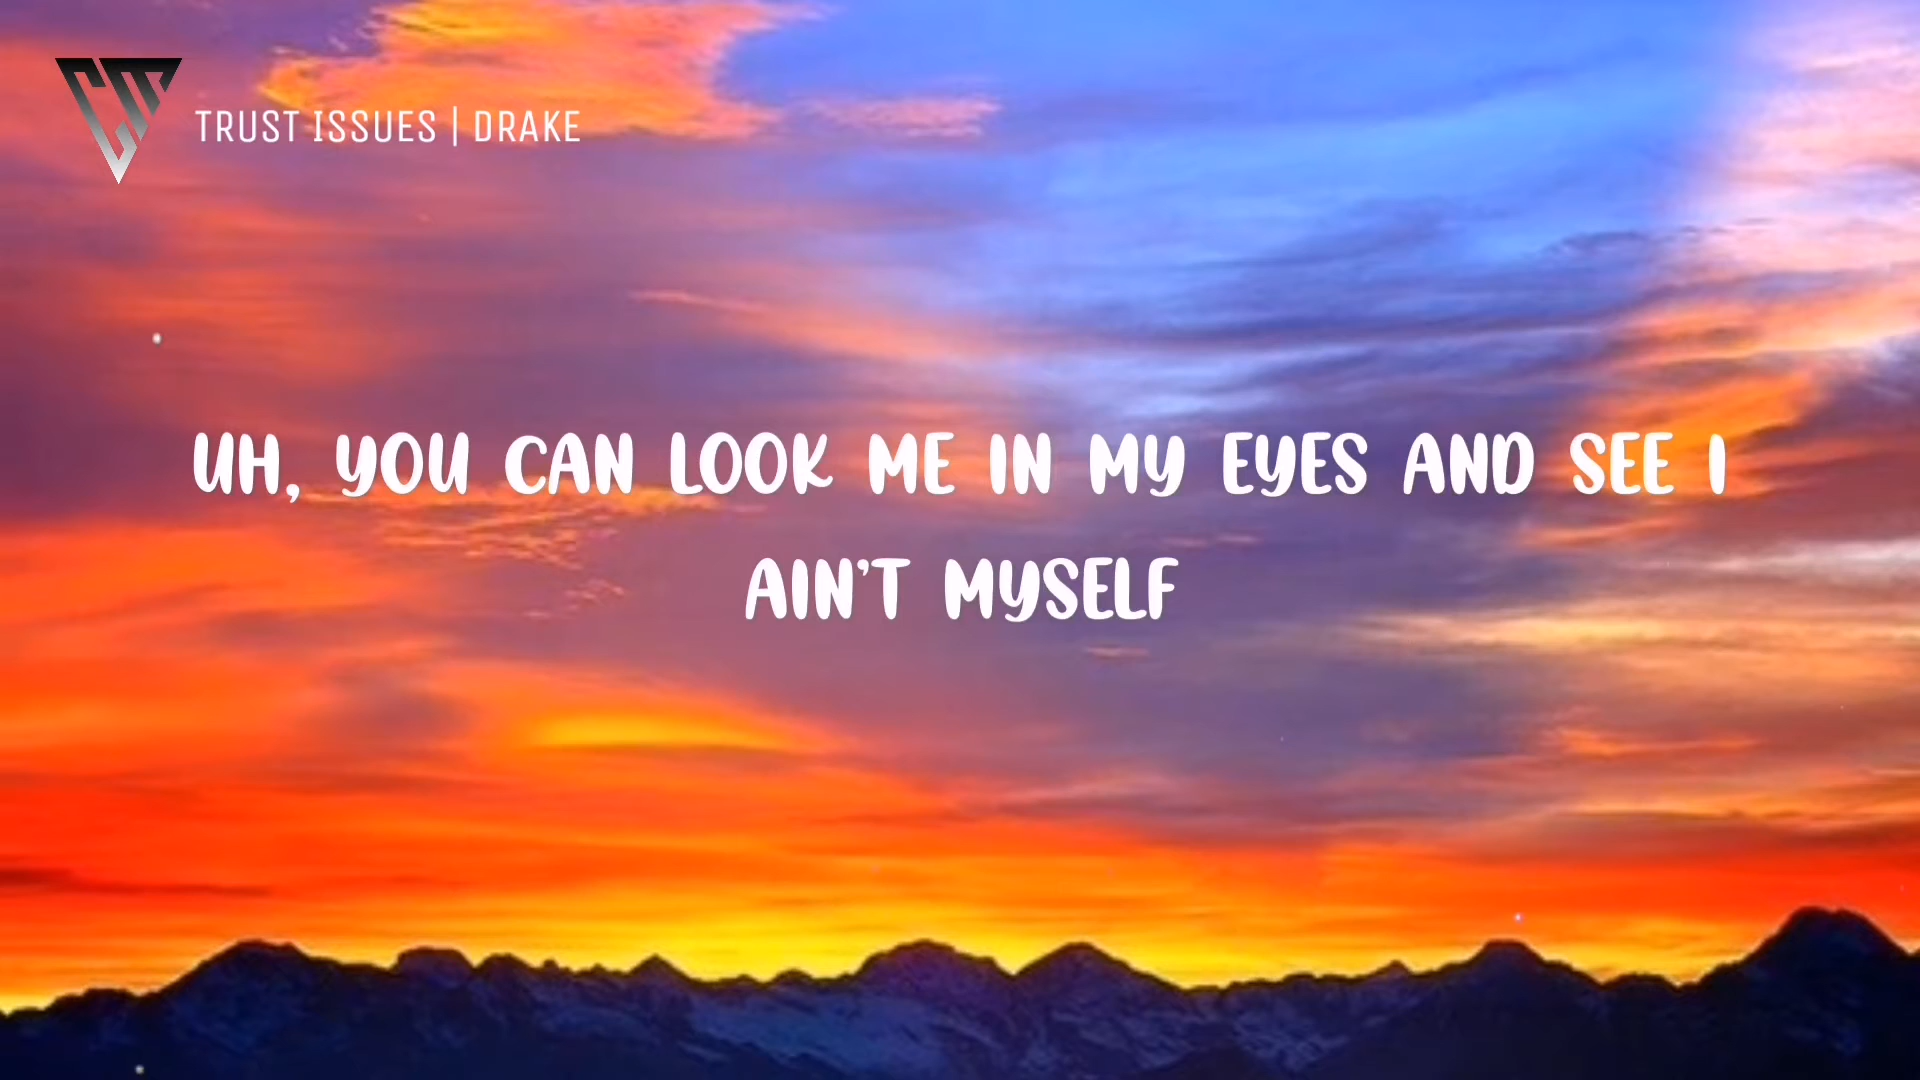 TRUST ISSUES | DRAKE
UH, YOU CAN LOOK ME IN MY EYES AND SEE I
AIN'T MYSELF